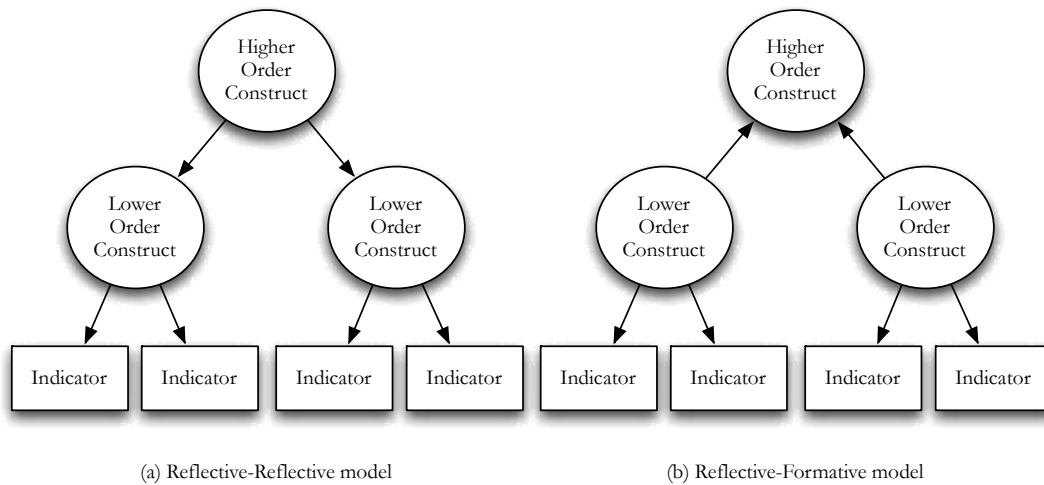 Higher
Order
Construct
Higher
Order
Construct
Lower
Order
Construct
Lower
Order
Construct
Lower
Order
Construct
Lower
Order
Construct
Indicator
Indicator
Indicator
Indicator
Indicator
Indicator
Indicator
Indicator
(a) Reflective-Reflective model
(b) Reflective-Formative model